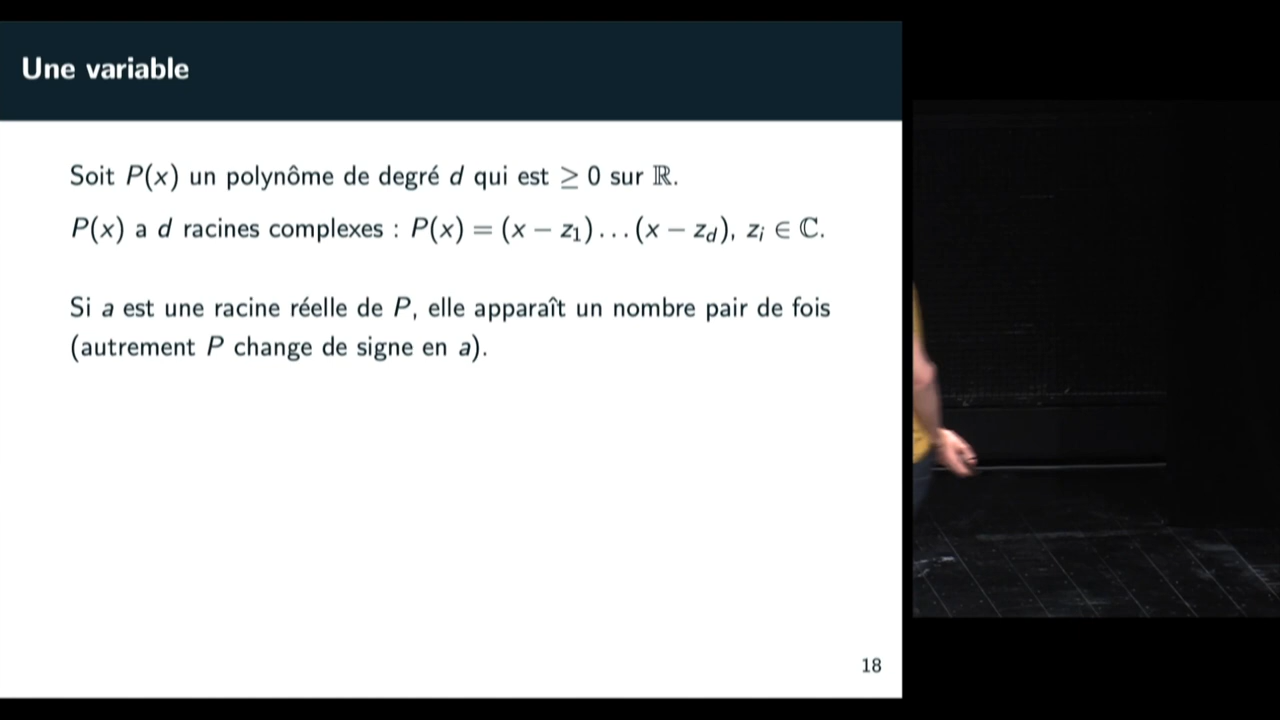 Une variable
Soit P(x) un polynôme de degré d qui est ≥ 0 sur ℝ.
P(x) a d racines complexes : P(x) = (x − z₁)...(x − z_d), zᵢ ∈ ℂ.
Si a est une racine réelle de P, elle apparaît un nombre pair de fois
(autrement P change de signe en a).
18